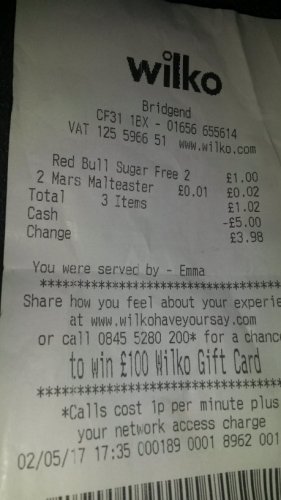 wilko
Bridgend
CF31 1BX - 01656 655614
VAT 125 5966 51 www.wilko.com
Red Bull Sugar Free 2 £1.00
2 Mars Malteaster £0.01 £0.02
Total 3 Items £1.02
Cash -£5.00
Change £3.98
You were served by - Emma
**********************************
Share how you feel about your experie
at www.wilkohaveyoursay.com
or call 0845 5280 200* for a chance
to win £100 Wilko Gift Card
**********************************
*Calls cost 1p per minute plus
your network access charge
02/05/17 17:35 000189 0001 8962 001